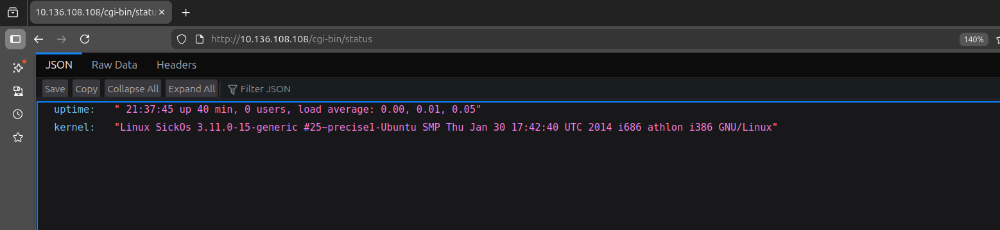 10.136.108.108/cgi-bin/statu
http://10.136.108.108/cgi-bin/status
140%
JSON Raw Data Headers
Save Copy Collapse All Expand All Filter JSON
uptime: " 21:37:45 up 40 min, 0 users, load average: 0.00, 0.01, 0.05"
kernel: "Linux SickOs 3.11.0-15-generic #25~precise1-Ubuntu SMP Thu Jan 30 17:42:40 UTC 2014 i686 athlon i386 GNU/Linux"